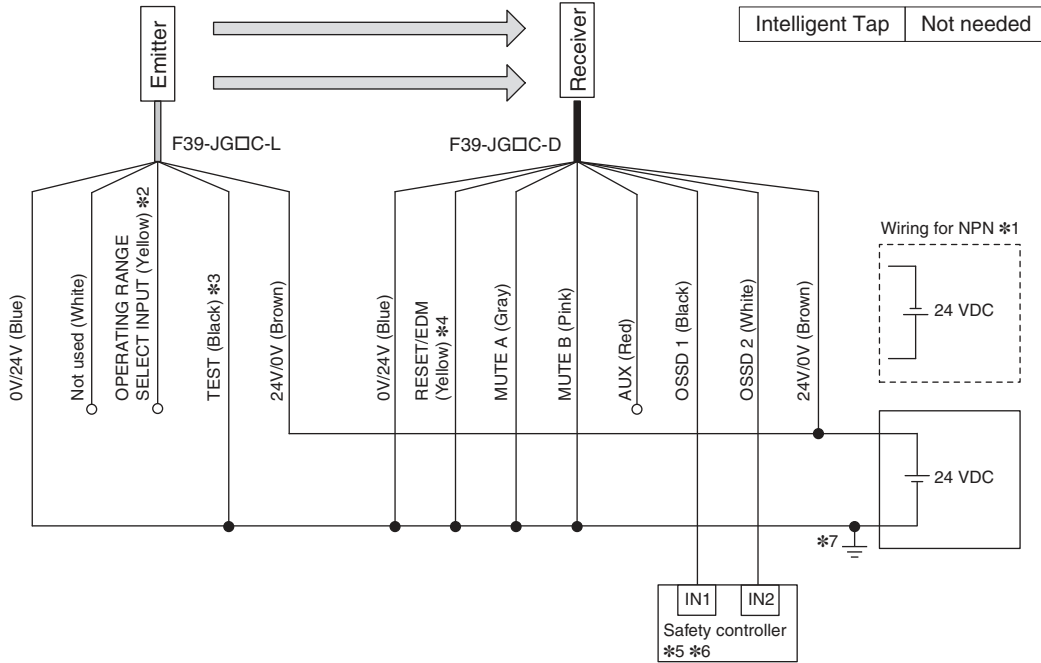 Emitter
Receiver
Intelligent Tap
Not needed
F39-JG□C-L
F39-JG□C-D
0V/24V (Blue)
Not used (White)
OPERATING RANGE
SELECT INPUT (Yellow) ✱2
TEST (Black) ✱3
24V/0V (Brown)
0V/24V (Blue)
RESET/EDM
(Yellow) ✱4
MUTE A (Gray)
MUTE B (Pink)
AUX (Red)
OSSD 1 (Black)
OSSD 2 (White)
24V/0V (Brown)
Wiring for NPN ✱1
24 VDC
24 VDC
✱7
IN1
IN2
Safety controller
✱5 ✱6